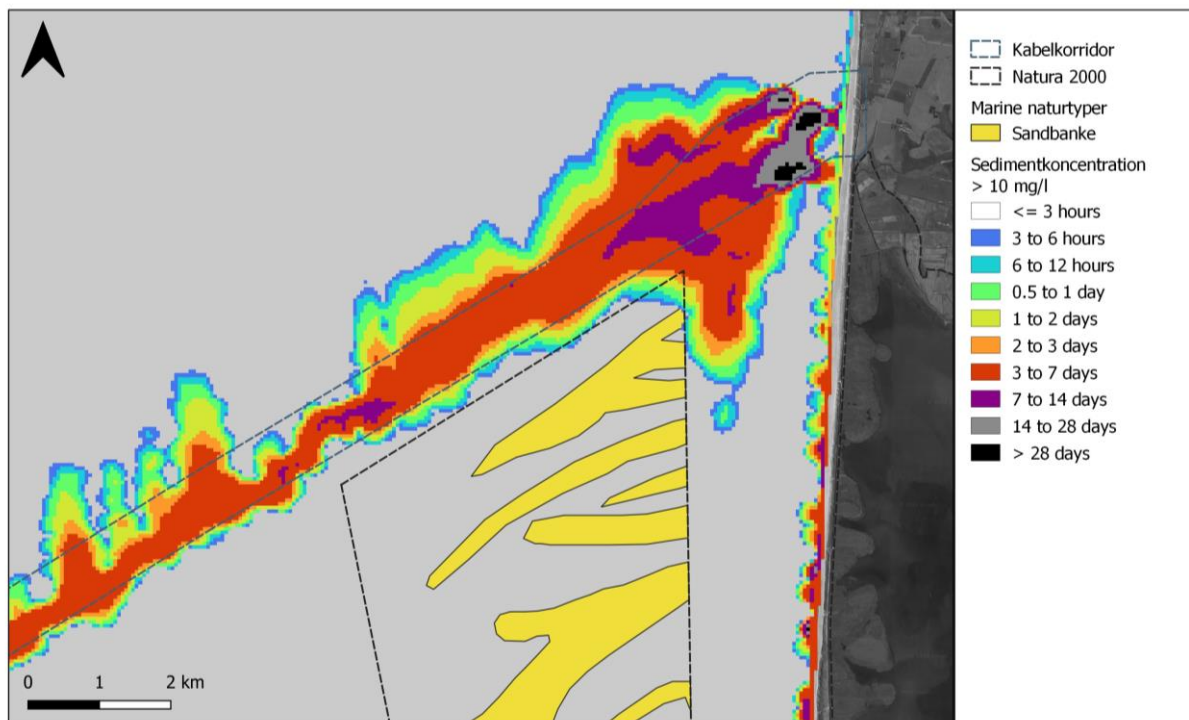 Kabelkorridor
Natura 2000
Marine naturtyper
Sandbanke
Sedimentkoncentration
> 10 mg/l
<= 3 hours
3 to 6 hours
6 to 12 hours
0.5 to 1 day
1 to 2 days
2 to 3 days
3 to 7 days
7 to 14 days
14 to 28 days
> 28 days
0 1 2 km